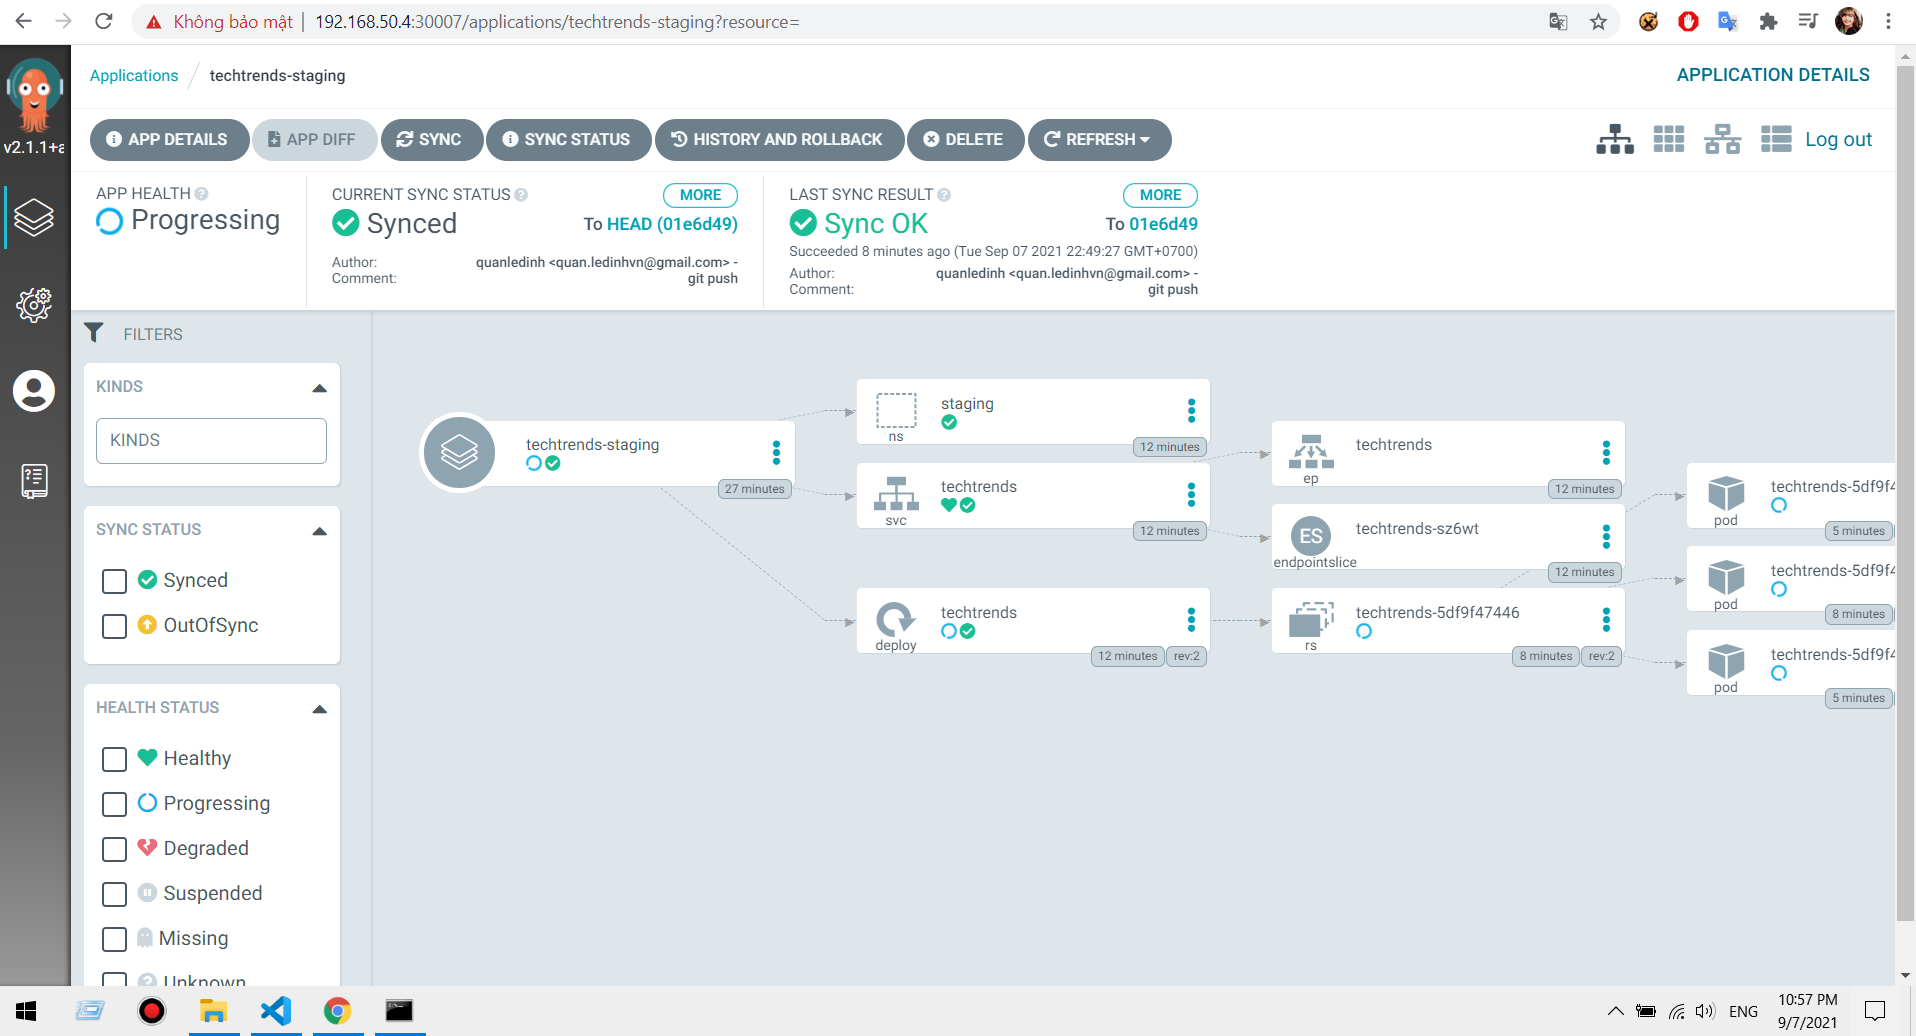 Không bảo mật
192.168.50.4:30007/applications/techtrends-staging?resource=
v2.1.1+a
Applications
techtrends-staging
APPLICATION DETAILS
APP DETAILS
APP DIFF
SYNC
SYNC STATUS
HISTORY AND ROLLBACK
DELETE
REFRESH
Log out
APP HEALTH
Progressing
CURRENT SYNC STATUS
MORE
Synced
To HEAD (01e6d49)
Author: quanledinh <quan.ledinhvn@gmail.com> -
Comment: git push
LAST SYNC RESULT
MORE
Sync OK
To 01e6d49
Succeeded 8 minutes ago (Tue Sep 07 2021 22:49:27 GMT+0700)
Author: quanledinh <quan.ledinhvn@gmail.com> -
Comment: git push
FILTERS
KINDS
KINDS
SYNC STATUS
Synced
OutOfSync
HEALTH STATUS
Healthy
Progressing
Degraded
Suspended
Missing
Unknown
techtrends-staging
27 minutes
staging
ns
12 minutes
techtrends
svc
12 minutes
techtrends
deploy
12 minutes
rev:2
techtrends
ep
12 minutes
ES
techtrends-sz6wt
endpointslice
12 minutes
techtrends-5df9f47446
rs
8 minutes
rev:2
techtrends-5df9f4
pod
5 minutes
techtrends-5df9f4
pod
8 minutes
techtrends-5df9f4
pod
5 minutes
ENG
10:57 PM
9/7/2021